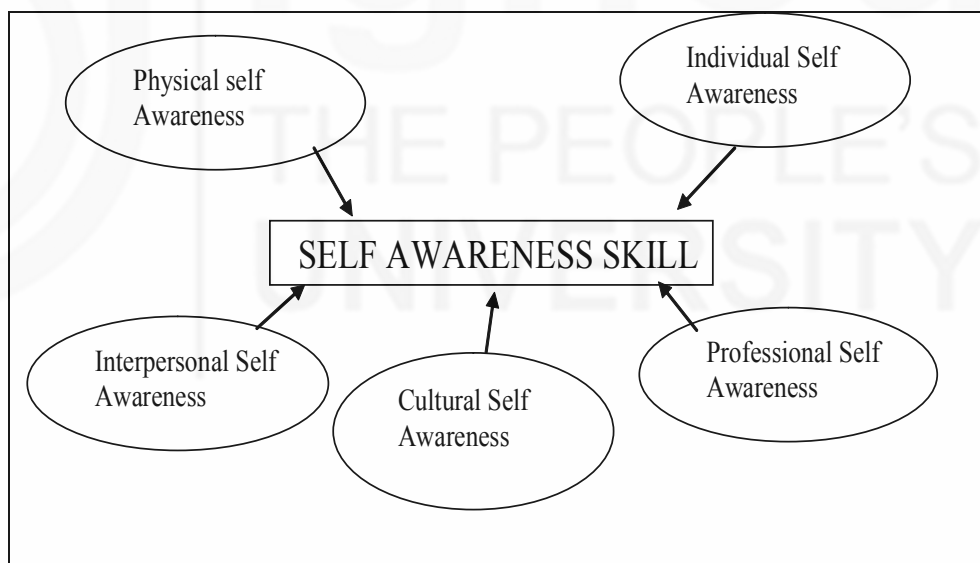 Physical self
Awareness
Individual Self
Awareness
THE PEOPLE'S
UNIVERSITY
SELF AWARENESS SKILL
Interpersonal Self
Awareness
Cultural Self
Awareness
Professional Self
Awareness